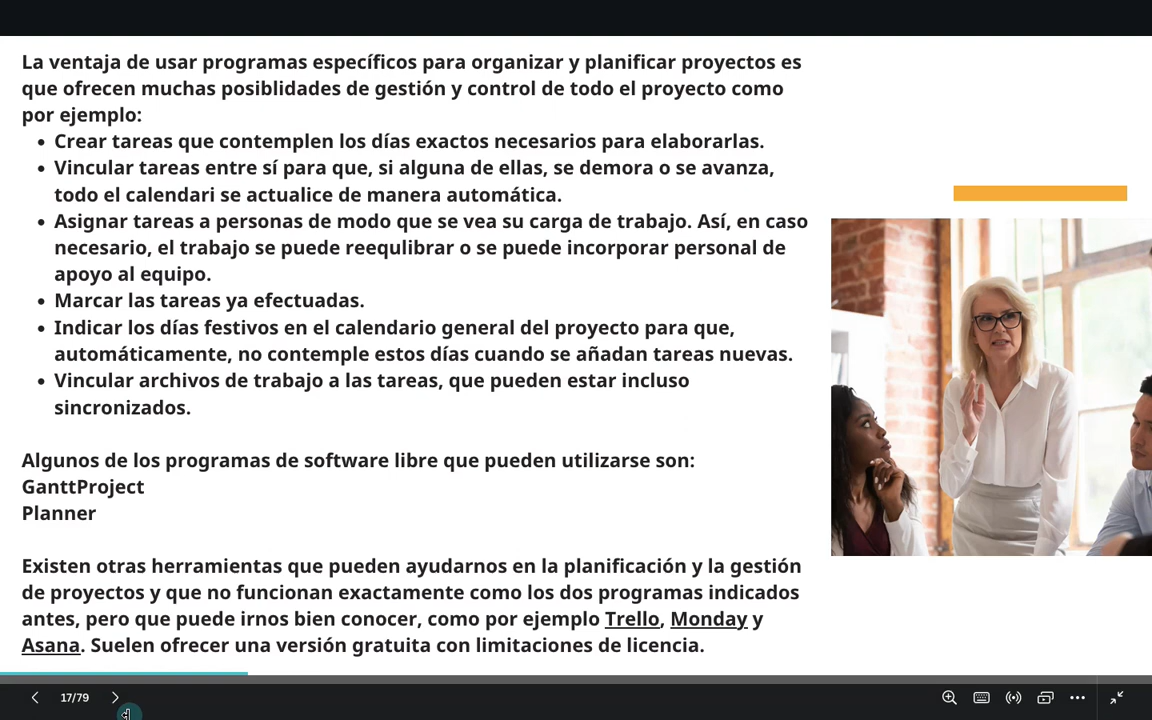 La ventaja de usar programas específicos para organizar y planificar proyectos es
que ofrecen muchas posiblidades de gestión y control de todo el proyecto como
por ejemplo:
• Crear tareas que contemplen los días exactos necesarios para elaborarlas.
• Vincular tareas entre sí para que, si alguna de ellas, se demora o se avanza,
todo el calendari se actualice de manera automática.
• Asignar tareas a personas de modo que se vea su carga de trabajo. Así, en caso
necesario, el trabajo se puede reequlibrar o se puede incorporar personal de
apoyo al equipo.
• Marcar las tareas ya efectuadas.
• Indicar los días festivos en el calendario general del proyecto para que,
automáticamente, no contemple estos días cuando se añadan tareas nuevas.
• Vincular archivos de trabajo a las tareas, que pueden estar incluso
sincronizados.
Algunos de los programas de software libre que pueden utilizarse son:
GanttProject
Planner
Existen otras herramientas que pueden ayudarnos en la planificación y la gestión
de proyectos y que no funcionan exactamente como los dos programas indicados
antes, pero que puede irnos bien conocer, como por ejemplo Trello, Monday y
Asana. Suelen ofrecer una versión gratuita con limitaciones de licencia.
17/79